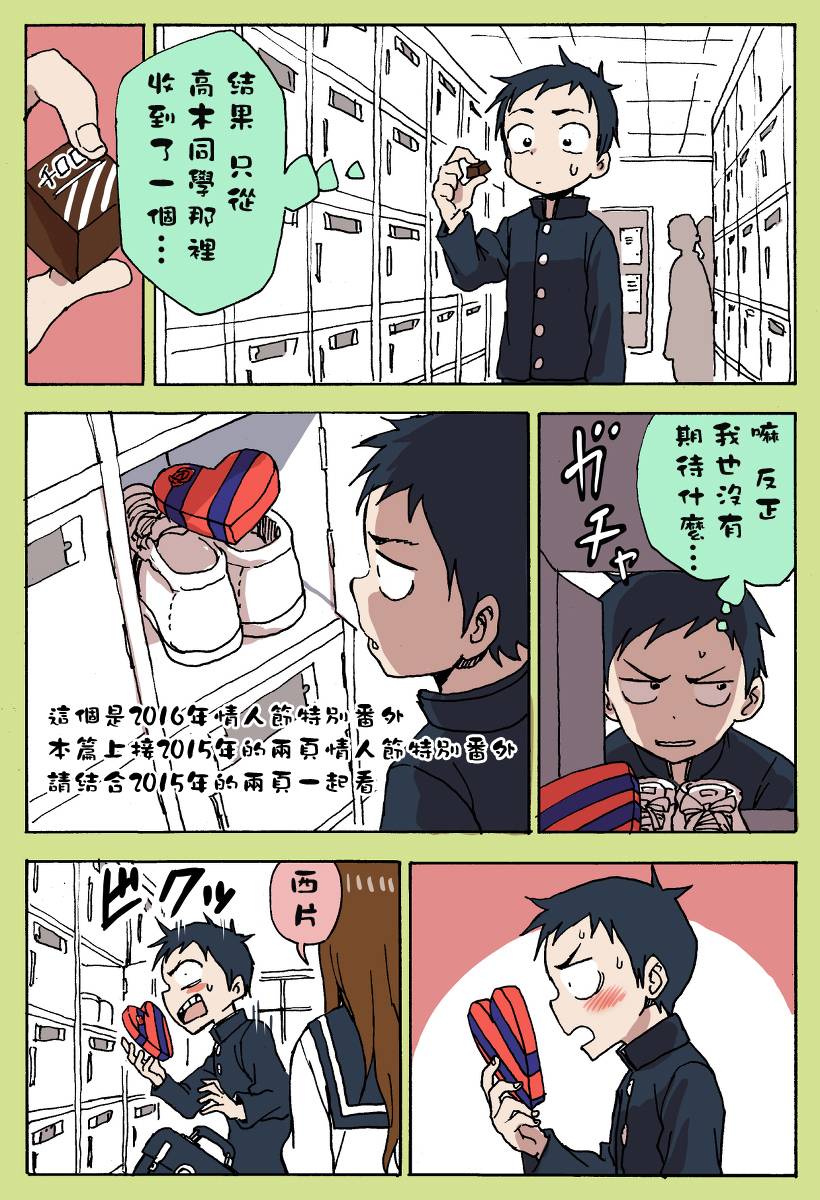 結果 只從
高木同學那裡
收到了一個…
チロル
嘛 反正
我也沒有
期待什麼…
ガチャ
這個是2016年情人節特別番外
本篇上接2015年的兩頁情人節特別番外
請结合2015年的兩頁一起看
西片
ビクッ